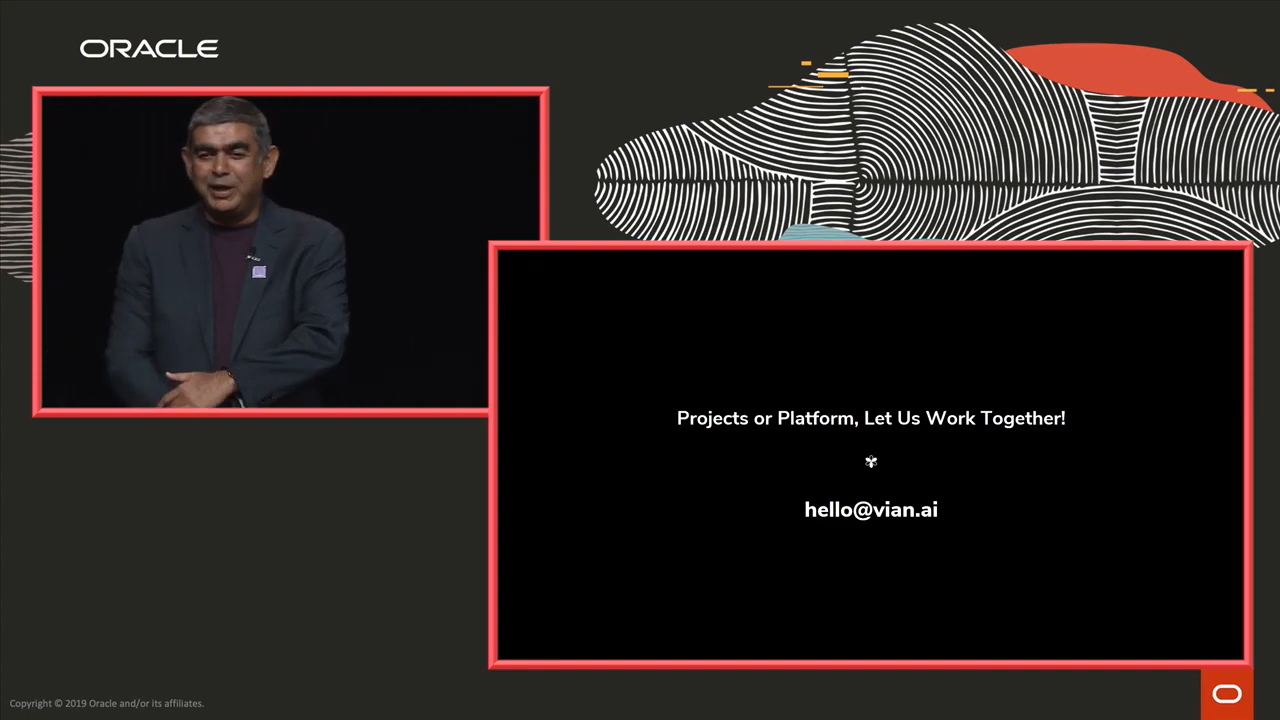 ORACLE
Projects or Platform, Let Us Work Together!
hello@vian.ai
Copyright © 2019 Oracle and/or its affiliates.